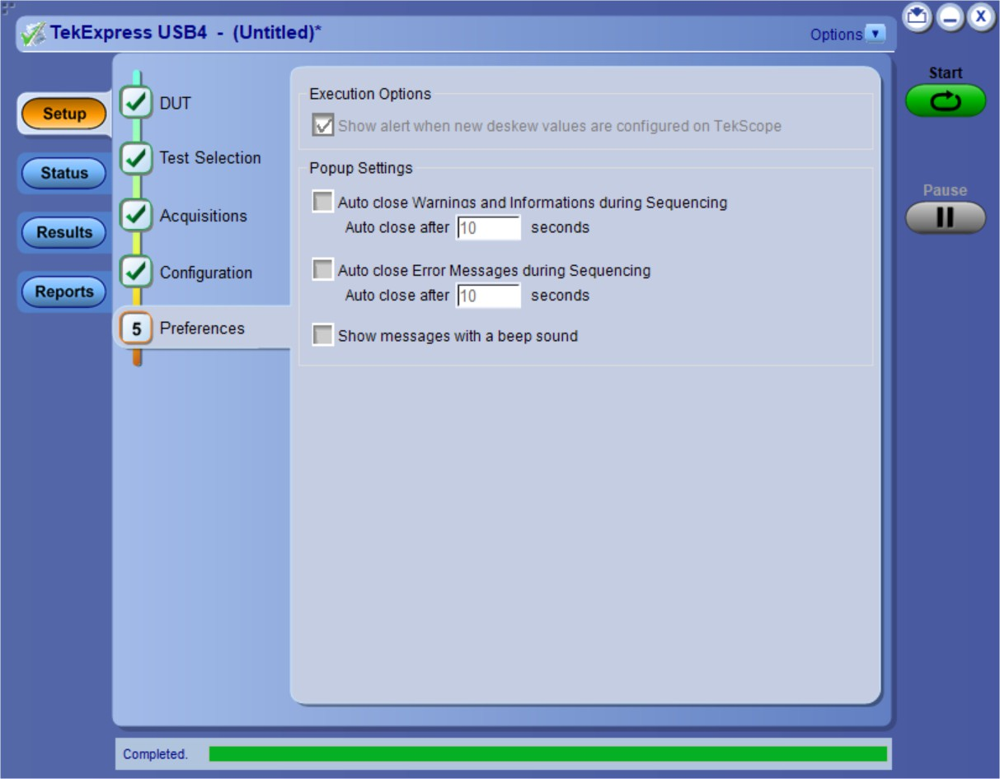 TekExpress USB4 - (Untitled)*
Options
X
Start
Setup
Status
Results
Reports
DUT
Test Selection
Acquisitions
Configuration
5 Preferences
Execution Options
Show alert when new deskew values are configured on TekScope
Popup Settings
Auto close Warnings and Informations during Sequencing
Auto close after 10 seconds
Auto close Error Messages during Sequencing
Auto close after 10 seconds
Show messages with a beep sound
Pause
Completed.